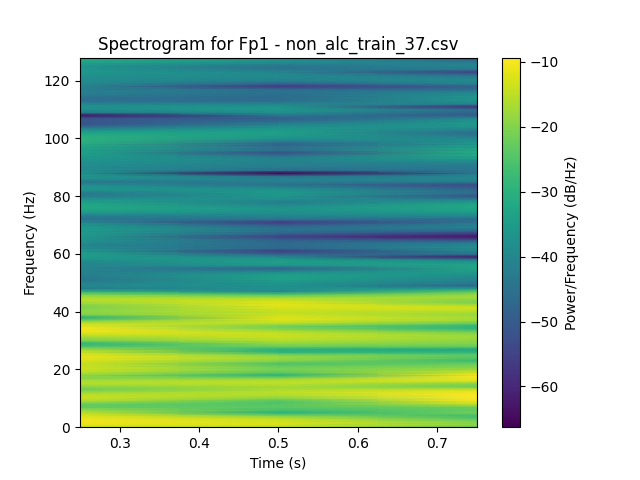 Spectrogram for Fp1 - non_alc_train_37.csv
120
100
80
60
40
20
0
Frequency (Hz)
0.3 0.4 0.5 0.6 0.7
Time (s)
−10
−20
−30
−40
−50
−60
Power/Frequency (dB/Hz)